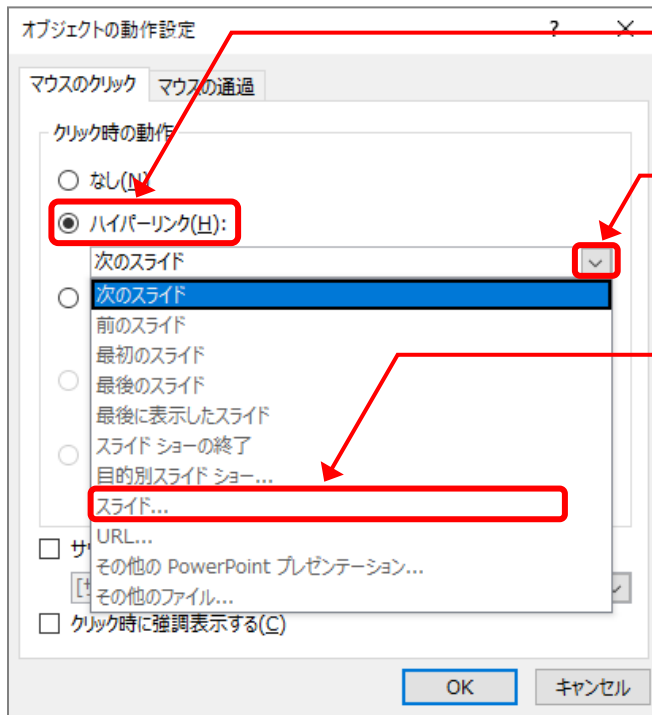 オブジェクトの動作設定 ?
マウスのクリック マウスの通過
クリック時の動作
なし(N)
ハイパーリンク(H):
次のスライド
次のスライド
前のスライド
最初のスライド
最後のスライド
最後に表示したスライド
スライド ショーの終了
目的別スライド ショー...
スライド...
URL...
その他の PowerPoint プレゼンテーション...
その他のファイル...
クリック時に強調表示する(C)
OK キャンセル